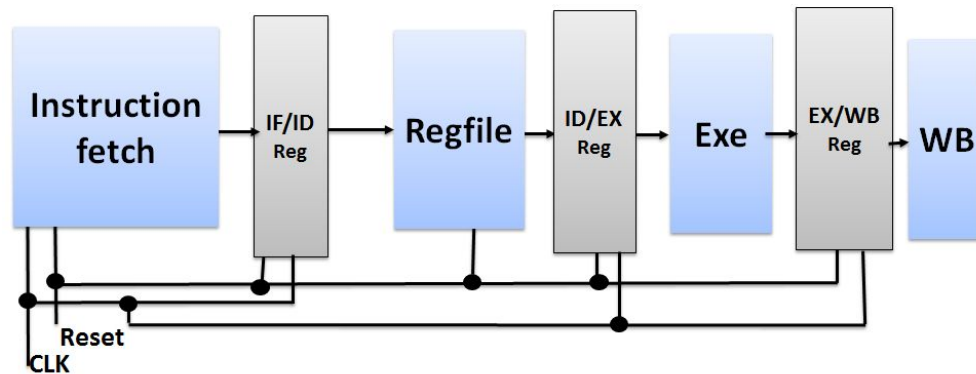 Instruction
fetch
IF/ID
Reg
Regfile
ID/EX
Reg
Exe
EX/WB
Reg
WB
Reset
CLK